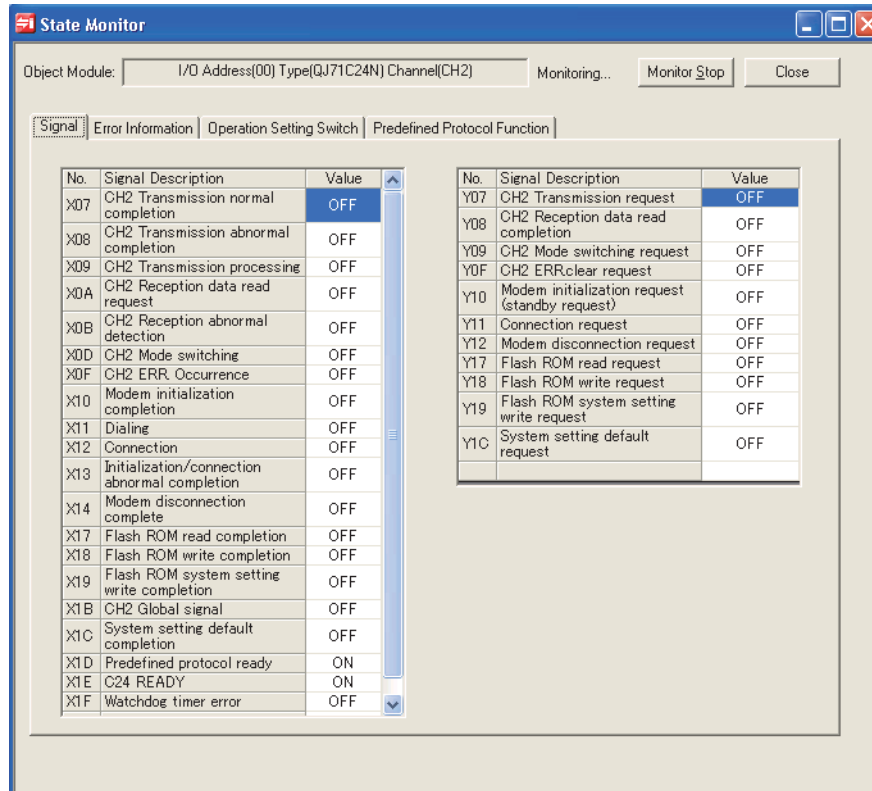 State Monitor
Object Module: I/O Address(00) Type(QJ71C24N) Channel(CH2) Monitoring... Monitor Stop Close
Signal Error Information Operation Setting Switch Predefined Protocol Function
No. Signal Description Value
X07 CH2 Transmission normal
completion OFF
X08 CH2 Transmission abnormal
completion OFF
X09 CH2 Transmission processing OFF
X0A CH2 Reception data read
request OFF
X0B CH2 Reception abnormal
detection OFF
X0D CH2 Mode switching OFF
X0F CH2 ERR. Occurrence OFF
X10 Modem initialization
completion OFF
X11 Dialing OFF
X12 Connection OFF
X13 Initialization/connection
abnormal completion OFF
X14 Modem disconnection
complete OFF
X17 Flash ROM read completion OFF
X18 Flash ROM write completion OFF
X19 Flash ROM system setting
write completion OFF
X1B CH2 Global signal OFF
X1C System setting default
completion OFF
X1D Predefined protocol ready ON
X1E C24 READY ON
X1F Watchdog timer error OFF
No. Signal Description Value
Y07 CH2 Transmission request OFF
Y08 CH2 Reception data read
completion OFF
Y09 CH2 Mode switching request OFF
Y0F CH2 ERR.clear request OFF
Y10 Modem initialization request
(standby request) OFF
Y11 Connection request OFF
Y12 Modem disconnection request OFF
Y17 Flash ROM read request OFF
Y18 Flash ROM write request OFF
Y19 Flash ROM system setting
write request OFF
Y1C System setting default
request OFF